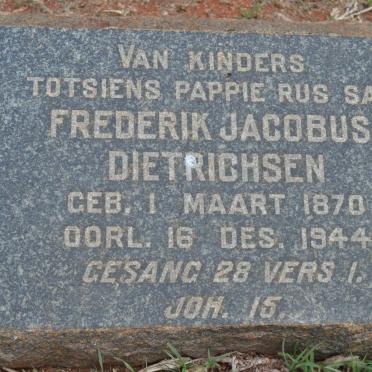 VAN KINDERS
TOTSIENS PAPPIE RUS SA
FREDERIK JACOBUS
DIETRICHSEN
GEB. 1 MAART 1870
OORL. 16 DES. 1944
GESANG 28 VERS 1.
JOH. 15.